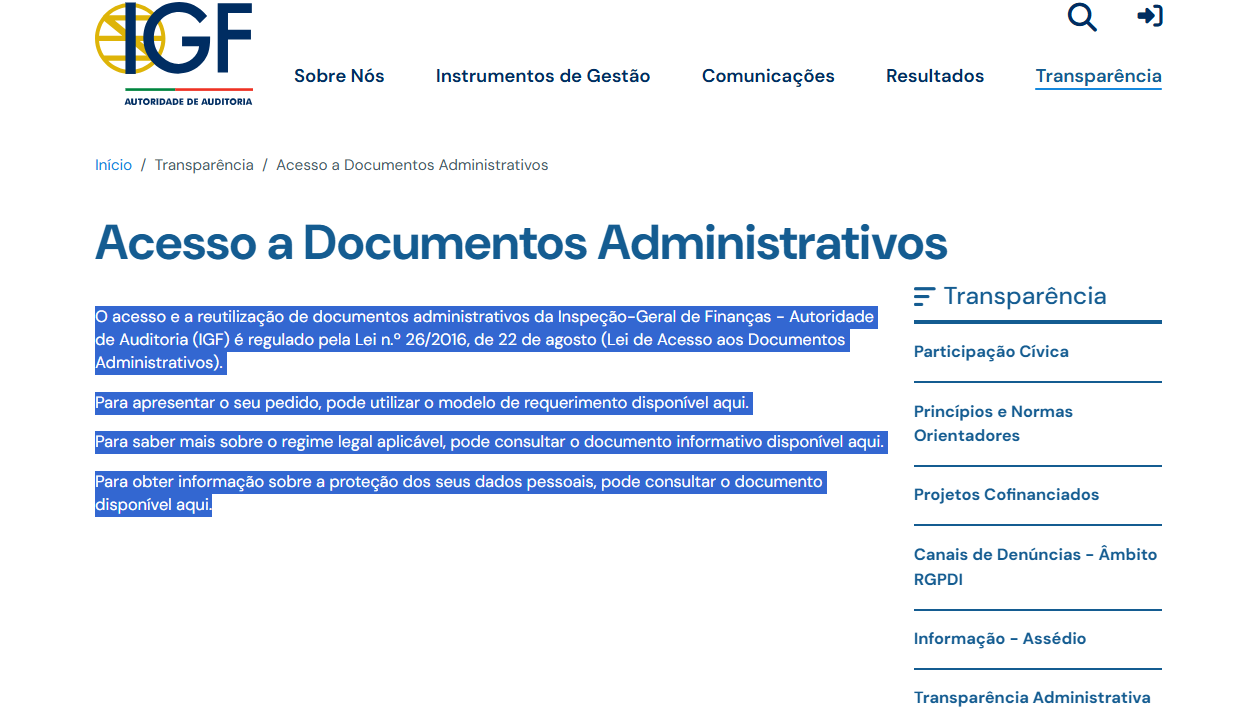 IGF
AUTORIDADE DE AUDITORIA
Sobre Nós
Instrumentos de Gestão
Comunicações
Resultados
Transparência
Início / Transparência / Acesso a Documentos Administrativos
Acesso a Documentos Administrativos
O acesso e a reutilização de documentos administrativos da Inspeção-Geral de Finanças - Autoridade
de Auditoria (IGF) é regulado pela Lei n.º 26/2016, de 22 de agosto (Lei de Acesso aos Documentos
Administrativos).
Para apresentar o seu pedido, pode utilizar o modelo de requerimento disponível aqui.
Para saber mais sobre o regime legal aplicável, pode consultar o documento informativo disponível aqui.
Para obter informação sobre a proteção dos seus dados pessoais, pode consultar o documento
disponível aqui.
Transparência
Participação Cívica
Princípios e Normas
Orientadores
Projetos Cofinanciados
Canais de Denúncias - Âmbito
RGPDI
Informação - Assédio
Transparência Administrativa